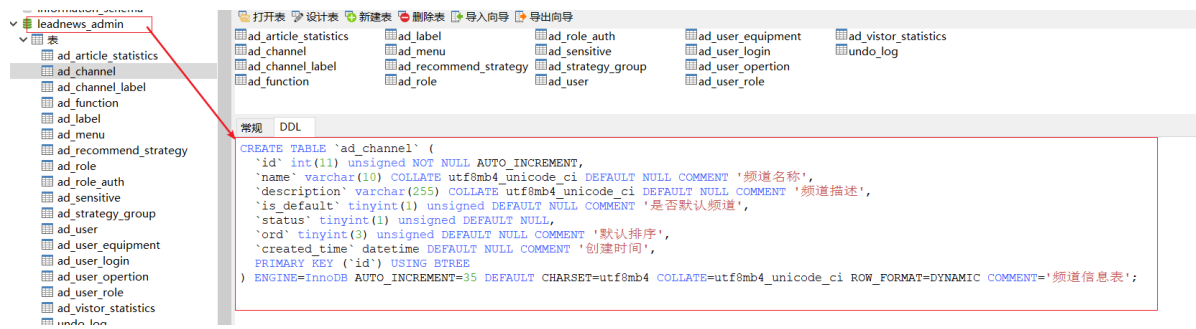 information_schema
leadnews_admin
表
ad_article_statistics
ad_channel
ad_channel_label
ad_function
ad_label
ad_menu
ad_recommend_strategy
ad_role
ad_role_auth
ad_sensitive
ad_strategy_group
ad_user
ad_user_equipment
ad_user_login
ad_user_opertion
ad_user_role
ad_vistor_statistics
undo_log
打开表 设计表 新建表 删除表 导入向导 导出向导
ad_article_statistics ad_label ad_role_auth ad_user_equipment ad_vistor_statistics
ad_channel ad_menu ad_sensitive ad_user_login undo_log
ad_channel_label ad_recommend_strategy ad_strategy_group ad_user_opertion
ad_function ad_role ad_user ad_user_role
常规 DDL
CREATE TABLE `ad_channel` (
`id` int(11) unsigned NOT NULL AUTO_INCREMENT,
`name` varchar(10) COLLATE utf8mb4_unicode_ci DEFAULT NULL COMMENT '频道名称',
`description` varchar(255) COLLATE utf8mb4_unicode_ci DEFAULT NULL COMMENT '频道描述',
`is_default` tinyint(1) unsigned DEFAULT NULL COMMENT '是否默认频道',
`status` tinyint(1) unsigned DEFAULT NULL,
`ord` tinyint(3) unsigned DEFAULT NULL COMMENT '默认排序',
`created_time` datetime DEFAULT NULL COMMENT '创建时间',
PRIMARY KEY (`id`) USING BTREE
) ENGINE=InnoDB AUTO_INCREMENT=35 DEFAULT CHARSET=utf8mb4 COLLATE=utf8mb4_unicode_ci ROW_FORMAT=DYNAMIC COMMENT='频道信息表';